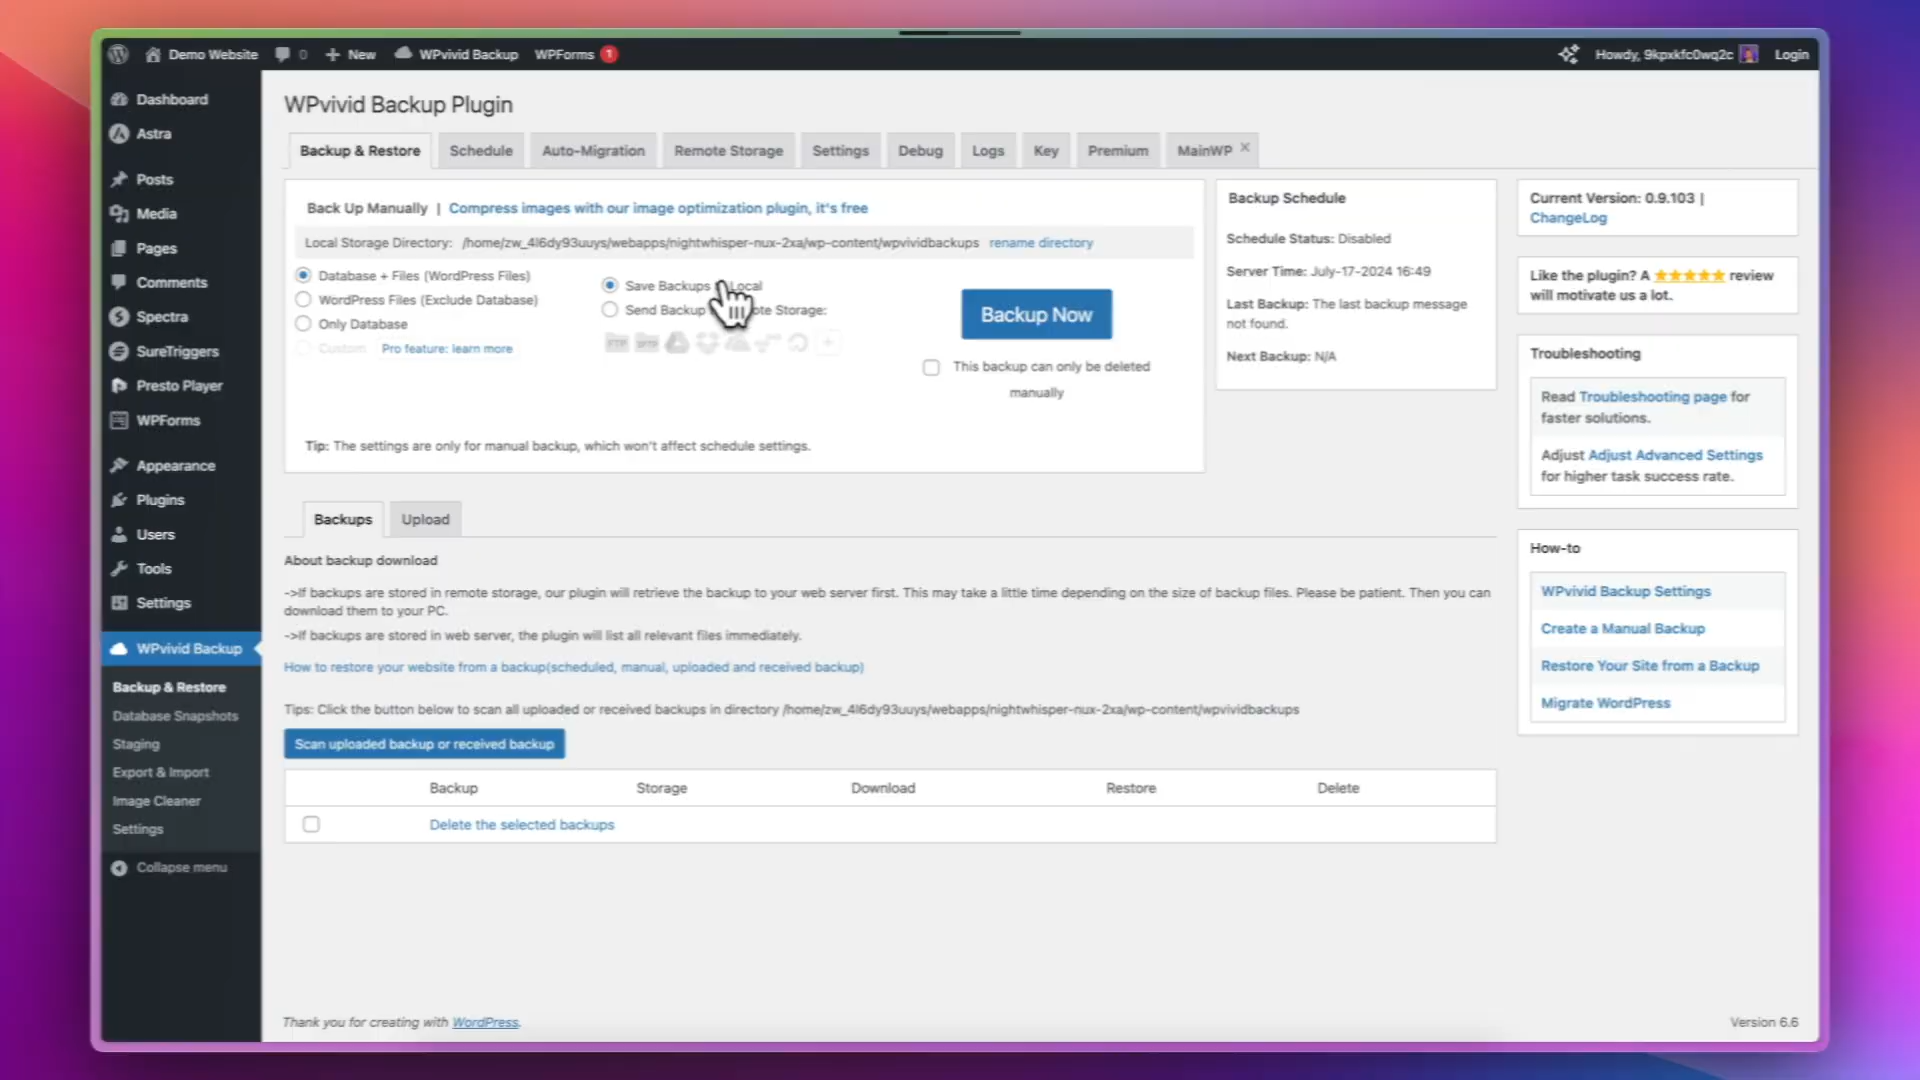 Demo Website 0 New WPvivid Backup WPForms 1 Howdy, 9kpxkfc0wq2c Login
Dashboard
Astra
Posts
Media
Pages
Comments
Spectra
SureTriggers
Presto Player
WPForms
Appearance
Plugins
Users
Tools
Settings
WPvivid Backup
Backup & Restore
Database Snapshots
Staging
Export & Import
Image Cleaner
Settings
Collapse menu
WPvivid Backup Plugin
Backup & Restore Schedule Auto-Migration Remote Storage Settings Debug Logs Key Premium MainWP ×
Back Up Manually | Compress images with our image optimization plugin, it's free
Local Storage Directory: /home/zw_4l6dy93uuys/webapps/nightwhisper-nux-2xa/wp-content/wpvividbackups rename directory
Database + Files (WordPress Files)
WordPress Files (Exclude Database)
Only Database
Custom Pro feature: learn more
Save Backups Local
Send Backup Storage:
FTP SFTP
Backup Now
This backup can only be deleted
manually
Tip: The settings are only for manual backup, which won't affect schedule settings.
Backup Schedule
Schedule Status: Disabled
Server Time: July-17-2024 16:49
Last Backup: The last backup message
not found.
Next Backup: N/A
Current Version: 0.9.103 |
ChangeLog
Like the plugin? A ★★★★★ review
will motivate us a lot.
Troubleshooting
Read Troubleshooting page for
faster solutions.
Adjust Adjust Advanced Settings
for higher task success rate.
How-to
WPvivid Backup Settings
Create a Manual Backup
Restore Your Site from a Backup
Migrate WordPress
Backups Upload
About backup download
->If backups are stored in remote storage, our plugin will retrieve the backup to your web server first. This may take a little time depending on the size of backup files. Please be patient. Then you can
download them to your PC.
->If backups are stored in web server, the plugin will list all relevant files immediately.
How to restore your website from a backup(scheduled, manual, uploaded and received backup)
Tips: Click the button below to scan all uploaded or received backups in directory /home/zw_4l6dy93uuys/webapps/nightwhisper-nux-2xa/wp-content/wpvividbackups
Scan uploaded backup or received backup
Backup Storage Download Restore Delete
Delete the selected backups
Thank you for creating with WordPress.
Version 6.6